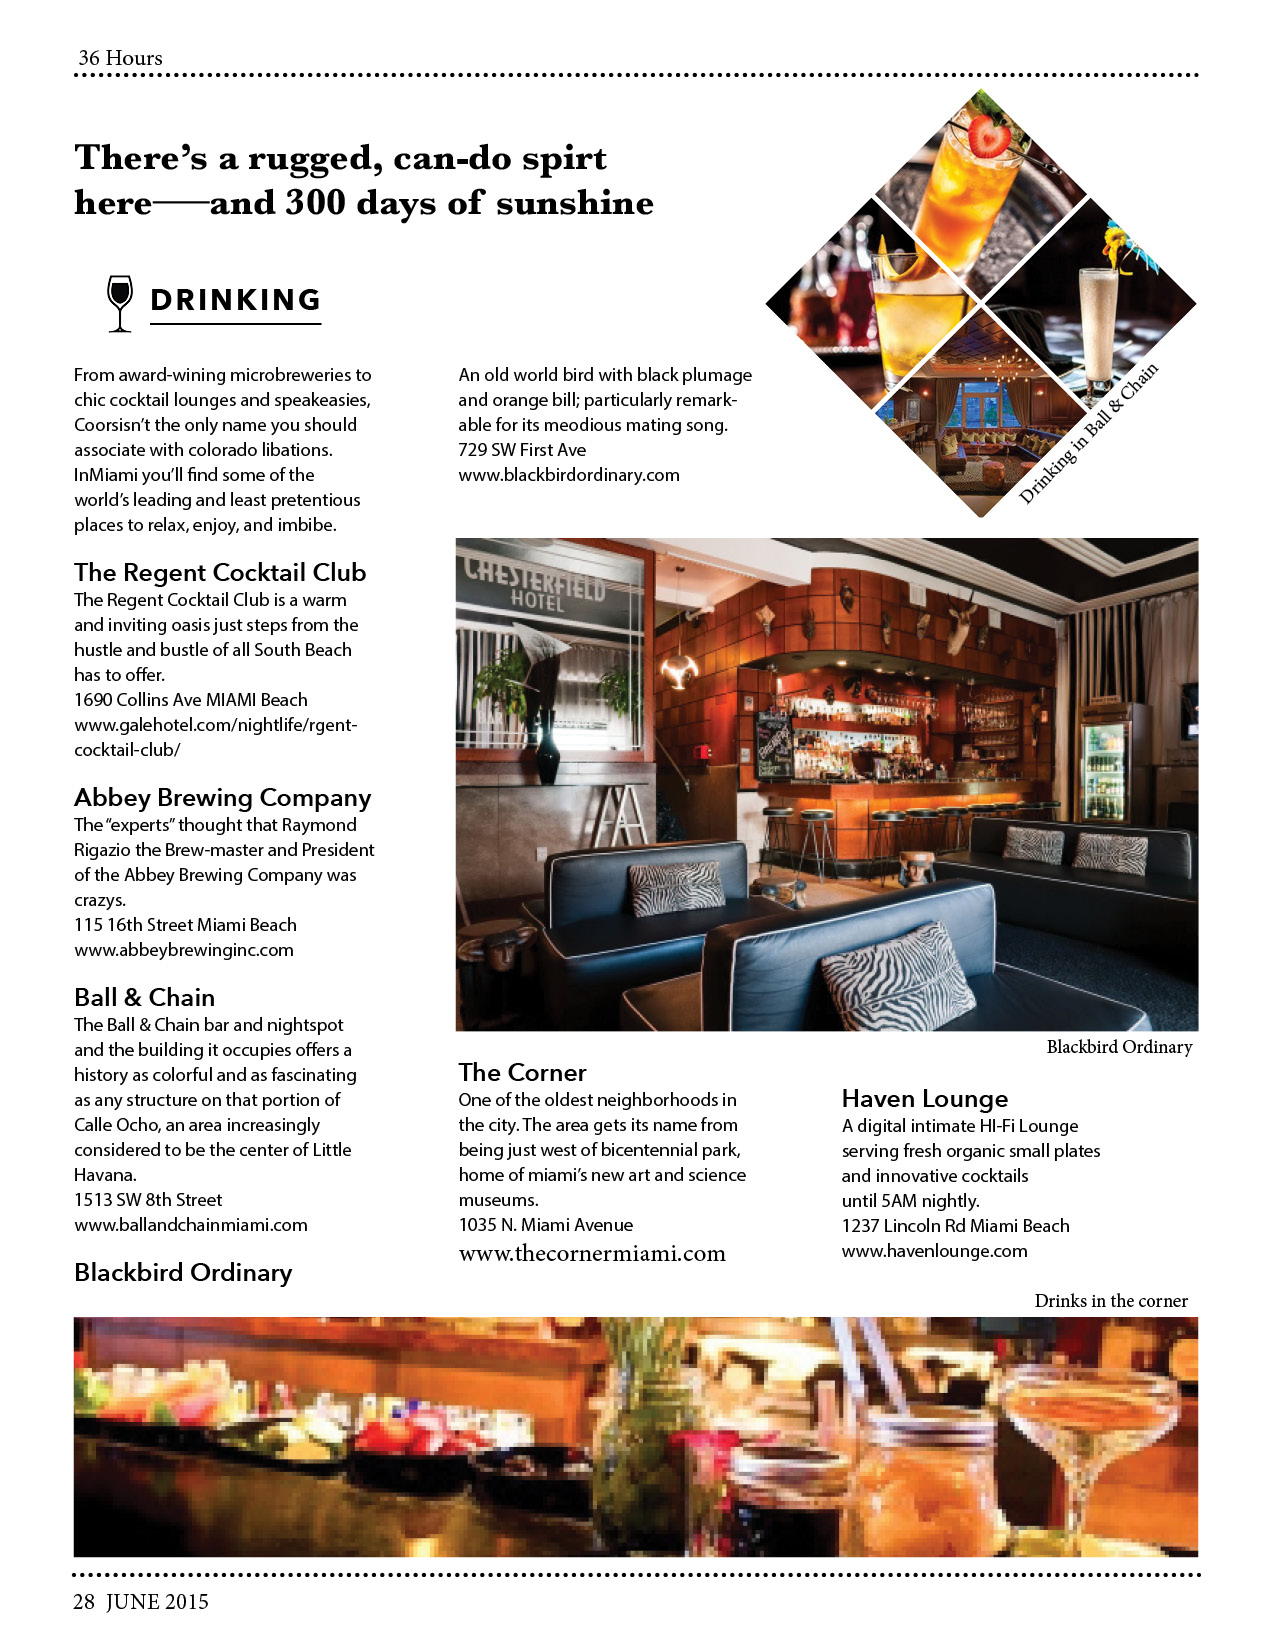 36 Hours
There's a rugged, can-do spirt
here—and 300 days of sunshine
DRINKING
From award-wining microbreweries to
chic cocktail lounges and speakeasies,
Coorsisn't the only name you should
associate with colorado libations.
InMiami you'll find some of the
world's leading and least pretentious
places to relax, enjoy, and imbibe.
The Regent Cocktail Club
The Regent Cocktail Club is a warm
and inviting oasis just steps from the
hustle and bustle of all South Beach
has to offer.
1690 Collins Ave MIAMI Beach
www.galehotel.com/nightlife/rgent-
cocktail-club/
Abbey Brewing Company
The “experts” thought that Raymond
Rigazio the Brew-master and President
of the Abbey Brewing Company was
crazys.
115 16th Street Miami Beach
www.abbeybrewinginc.com
Ball & Chain
The Ball & Chain bar and nightspot
and the building it occupies offers a
history as colorful and as fascinating
as any structure on that portion of
Calle Ocho, an area increasingly
considered to be the center of Little
Havana.
1513 SW 8th Street
www.ballandchainmiami.com
Blackbird Ordinary
An old world bird with black plumage
and orange bill; particularly remark-
able for its meodious mating song.
729 SW First Ave
www.blackbirdordinary.com
Drinking in Ball & Chain
CHESTERFIELD
HOTEL
BAR
Blackbird Ordinary
The Corner
One of the oldest neighborhoods in
the city. The area gets its name from
being just west of bicentennial park,
home of miami's new art and science
museums.
1035 N. Miami Avenue
www.thecornermiami.com
Haven Lounge
A digital intimate HI-Fi Lounge
serving fresh organic small plates
and innovative cocktails
until 5AM nightly.
1237 Lincoln Rd Miami Beach
www.havenlounge.com
Drinks in the corner
28 JUNE 2015